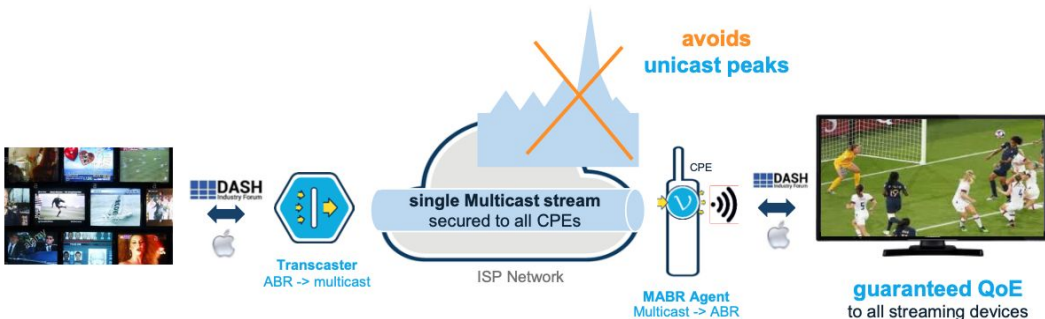 avoids
unicast peaks
DASH
Industry Forum
Transcaster
ABR -> multicast
single Multicast stream
secured to all CPEs
ISP Network
CPE
MABR Agent
Multicast -> ABR
DASH
Industry Forum
guaranteed QoE
to all streaming devices